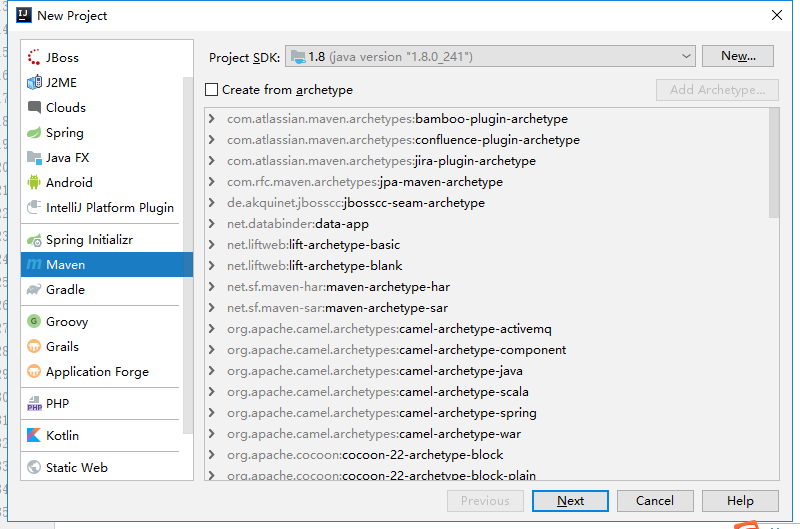 New Project
JBoss
J2ME
Clouds
Spring
Java FX
Android
IntelliJ Platform Plugin
Spring Initializr
Maven
Gradle
Groovy
Grails
Application Forge
PHP
Kotlin
Static Web
Project SDK: 1.8 (java version "1.8.0_241") New...
Create from archetype Add Archetype...
com.atlassian.maven.archetypes:bamboo-plugin-archetype
com.atlassian.maven.archetypes:confluence-plugin-archetype
com.atlassian.maven.archetypes:jira-plugin-archetype
com.rfc.maven.archetypes:jpa-maven-archetype
de.akquinet.jbosscc:jbosscc-seam-archetype
net.databinder:data-app
net.liftweb:lift-archetype-basic
net.liftweb:lift-archetype-blank
net.sf.maven-har:maven-archetype-har
net.sf.maven-sar:maven-archetype-sar
org.apache.camel.archetypes:camel-archetype-activemq
org.apache.camel.archetypes:camel-archetype-component
org.apache.camel.archetypes:camel-archetype-java
org.apache.camel.archetypes:camel-archetype-scala
org.apache.camel.archetypes:camel-archetype-spring
org.apache.camel.archetypes:camel-archetype-war
org.apache.cocoon:cocoon-22-archetype-block
org.apache.cocoon:cocoon-22-archetype-block-plain
Previous Next Cancel Help